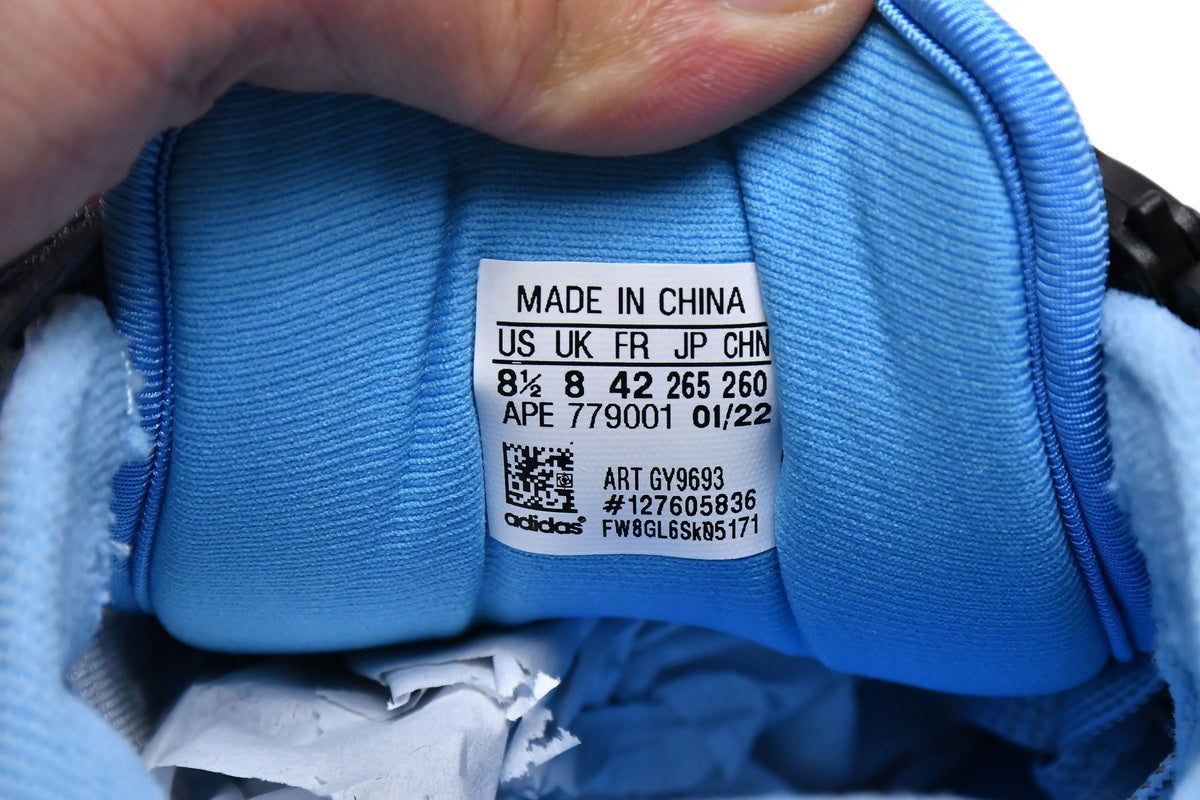 MADE IN CHINA
US UK FR JP CHN
8½ 8 42 265 260
APE 779001 01/22
ART GY9693
#127605836
adidas®
FW8GL6Sk05171